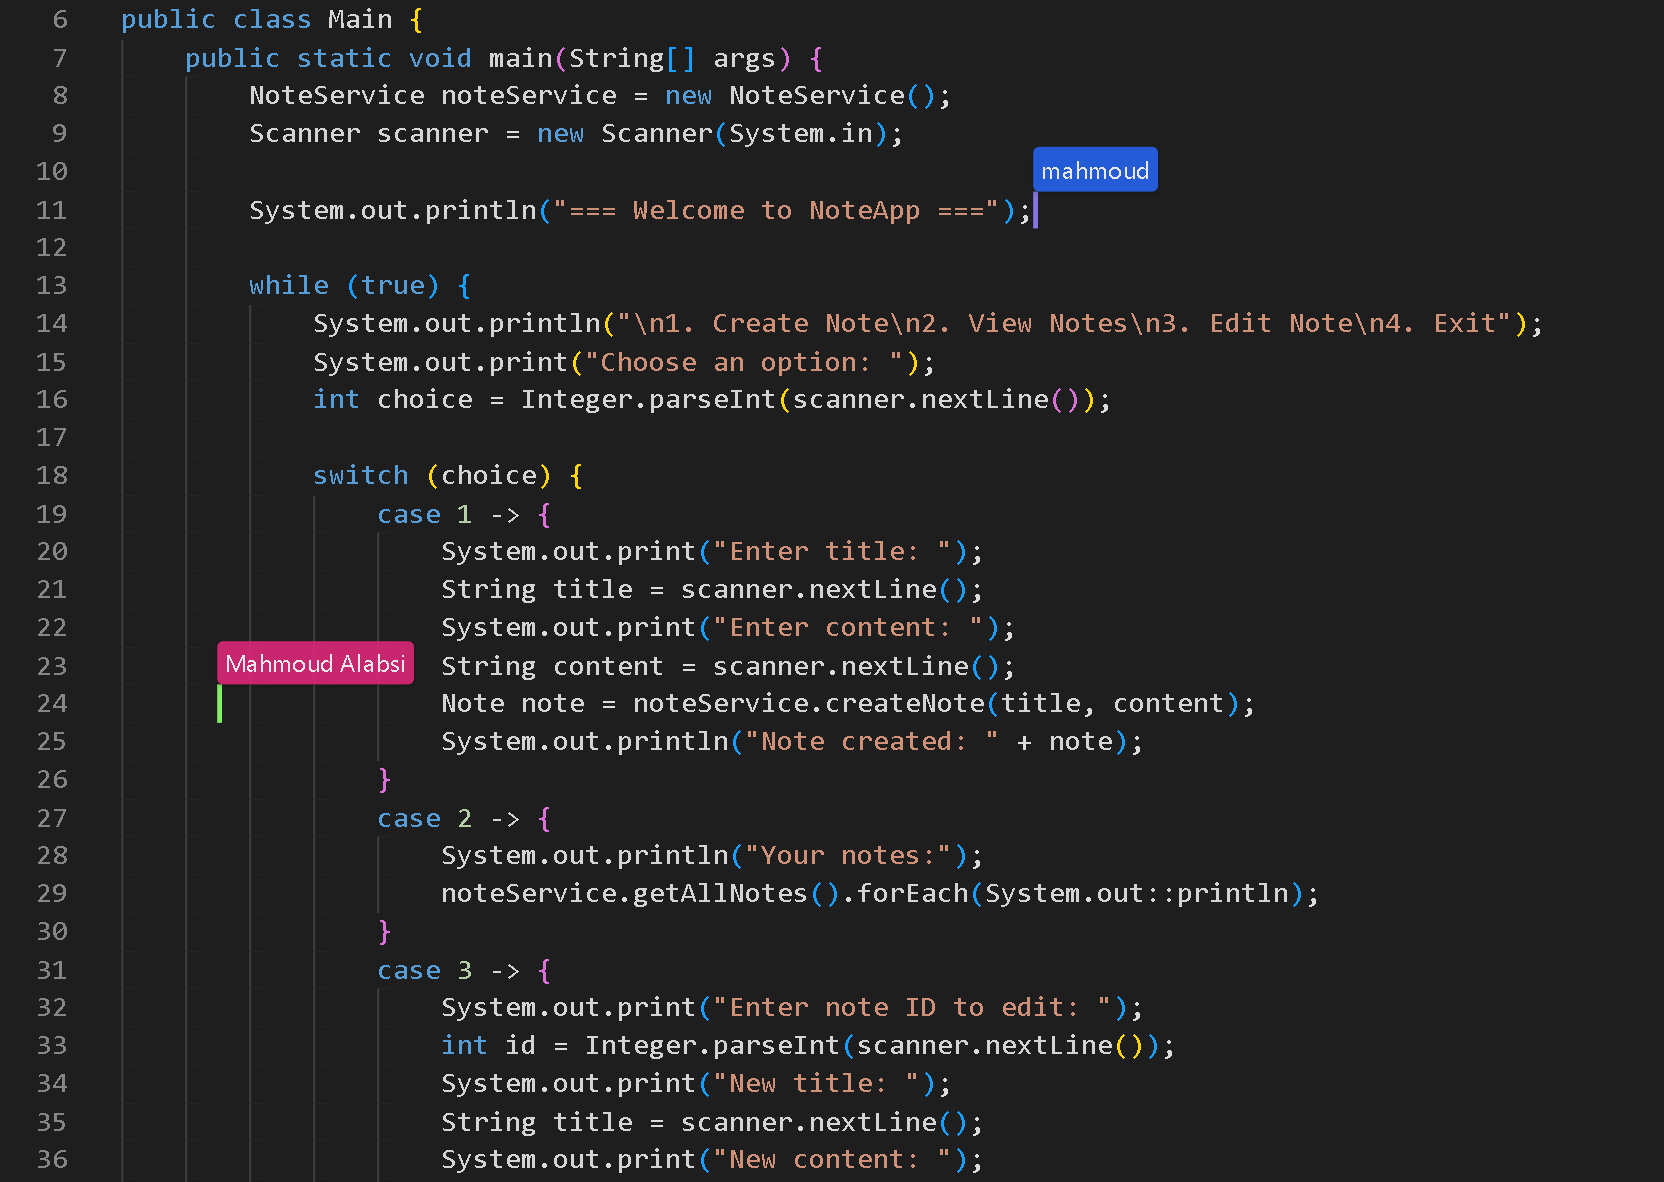 6 public class Main {
7 public static void main(String[] args) {
8 NoteService noteService = new NoteService();
9 Scanner scanner = new Scanner(System.in);
10
mahmoud
11 System.out.println("=== Welcome to NoteApp ===");
12
13 while (true) {
14 System.out.println("\n1. Create Note\n2. View Notes\n3. Edit Note\n4. Exit");
15 System.out.print("Choose an option: ");
16 int choice = Integer.parseInt(scanner.nextLine());
17
18 switch (choice) {
19 case 1 -> {
20 System.out.print("Enter title: ");
21 String title = scanner.nextLine();
22 System.out.print("Enter content: ");
Mahmoud Alabsi
23 String content = scanner.nextLine();
24 Note note = noteService.createNote(title, content);
25 System.out.println("Note created: " + note);
26 }
27 case 2 -> {
28 System.out.println("Your notes:");
29 noteService.getAllNotes().forEach(System.out::println);
30 }
31 case 3 -> {
32 System.out.print("Enter note ID to edit: ");
33 int id = Integer.parseInt(scanner.nextLine());
34 System.out.print("New title: ");
35 String title = scanner.nextLine();
36 System.out.print("New content: ");